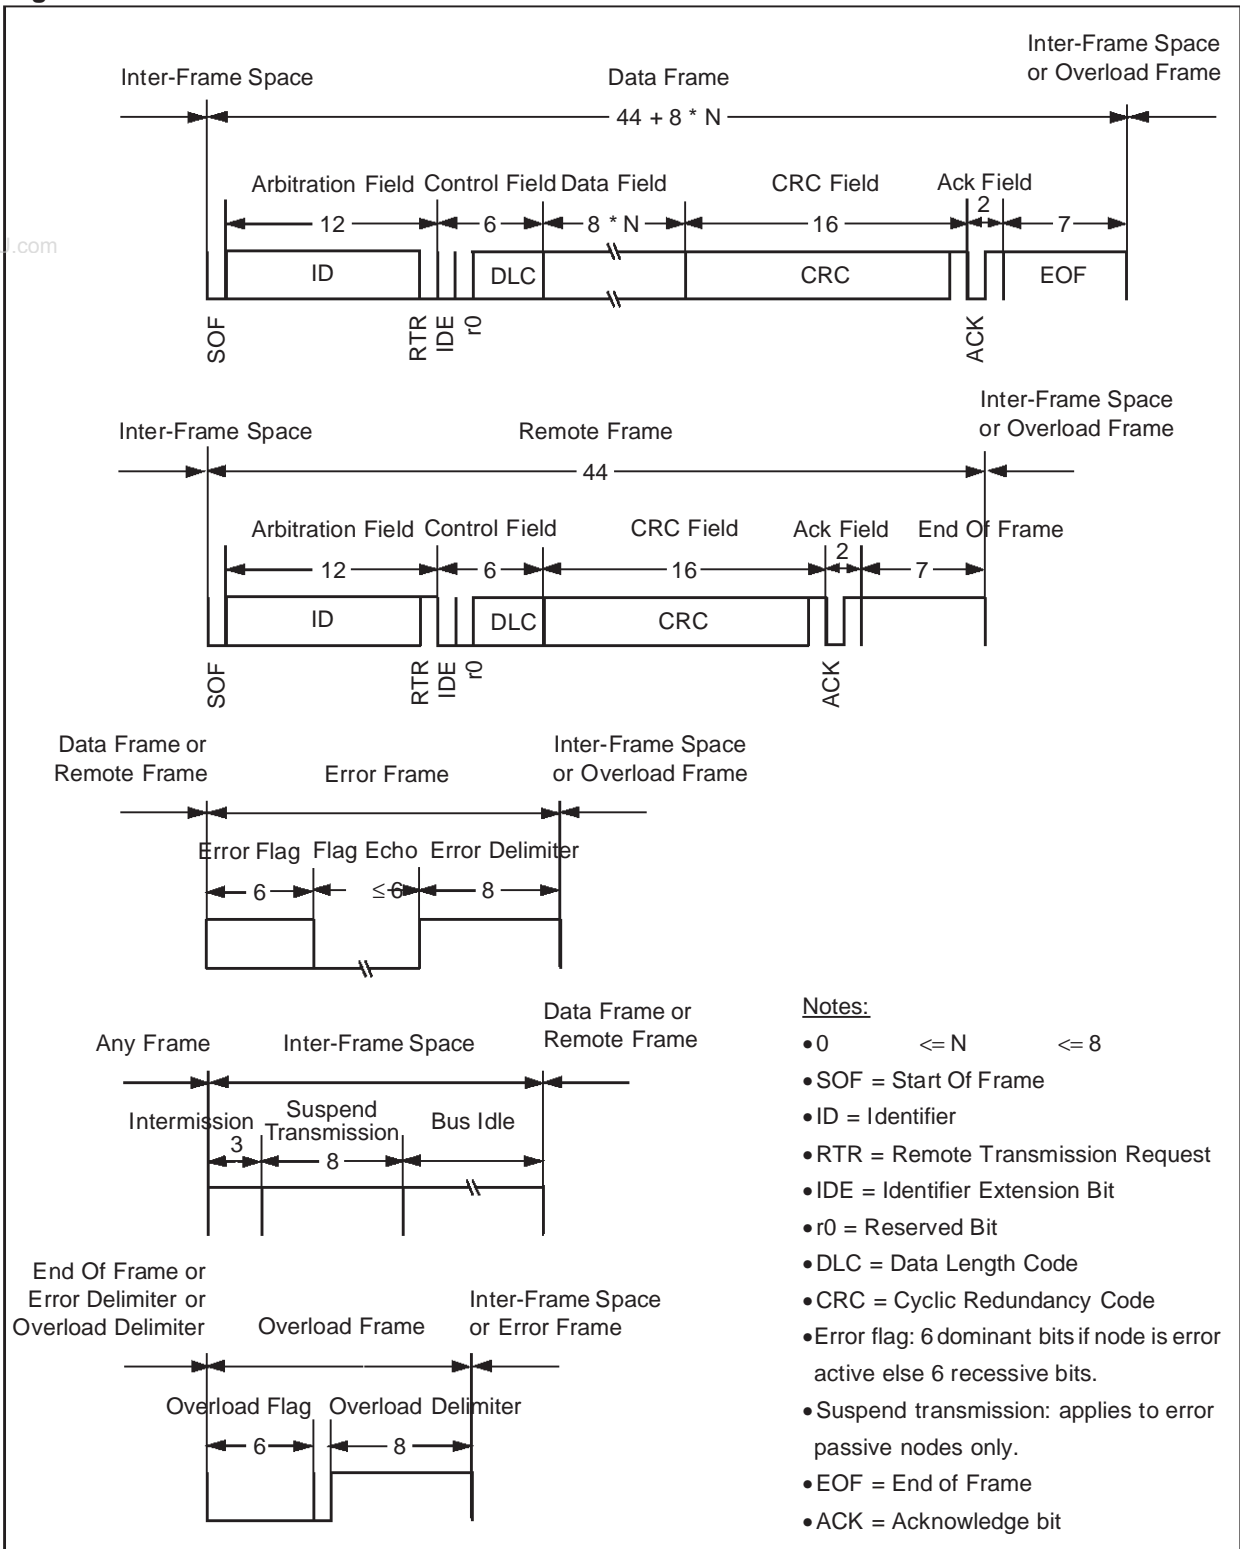 Inter-Frame Space
Data Frame
Inter-Frame Space
or Overload Frame
44 + 8 * N
Arbitration Field
Control Field
Data Field
CRC Field
Ack Field
12
6
8 * N
16
2
7
J.com
ID
DLC
CRC
EOF
SOF
RTR
IDE
r0
ACK
Inter-Frame Space
Remote Frame
Inter-Frame Space
or Overload Frame
44
Arbitration Field
Control Field
CRC Field
Ack Field
End Of Frame
12
6
16
2
7
ID
DLC
CRC
SOF
RTR
IDE
r0
ACK
Data Frame or
Remote Frame
Error Frame
Inter-Frame Space
or Overload Frame
Error Flag
Flag Echo
Error Delimiter
6
≤ 6
8
Any Frame
Inter-Frame Space
Data Frame or
Remote Frame
Intermission
Suspend
Transmission
Bus Idle
3
8
End Of Frame or
Error Delimiter or
Overload Delimiter
Overload Frame
Inter-Frame Space
or Error Frame
Overload Flag
Overload Delimiter
6
8
Notes:
•0 <= N <= 8
•SOF = Start Of Frame
•ID = Identifier
•RTR = Remote Transmission Request
•IDE = Identifier Extension Bit
•r0 = Reserved Bit
•DLC = Data Length Code
•CRC = Cyclic Redundancy Code
•Error flag: 6 dominant bits if node is error
active else 6 recessive bits.
•Suspend transmission: applies to error
passive nodes only.
•EOF = End of Frame
•ACK = Acknowledge bit